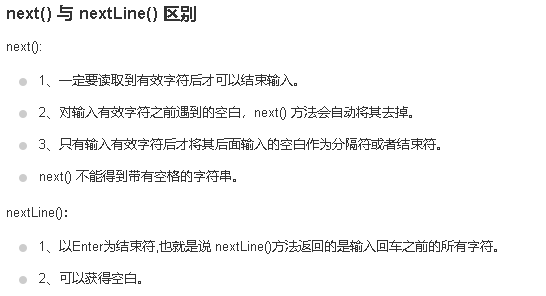 next() 与 nextLine() 区别
next():
1、一定要读取到有效字符后才可以结束输入。
2、对输入有效字符之前遇到的空白，next() 方法会自动将其去掉。
3、只有输入有效字符后才将其后面输入的空白作为分隔符或者结束符。
next() 不能得到带有空格的字符串。
nextLine()：
1、以Enter为结束符,也就是说 nextLine()方法返回的是输入回车之前的所有字符。
2、可以获得空白。